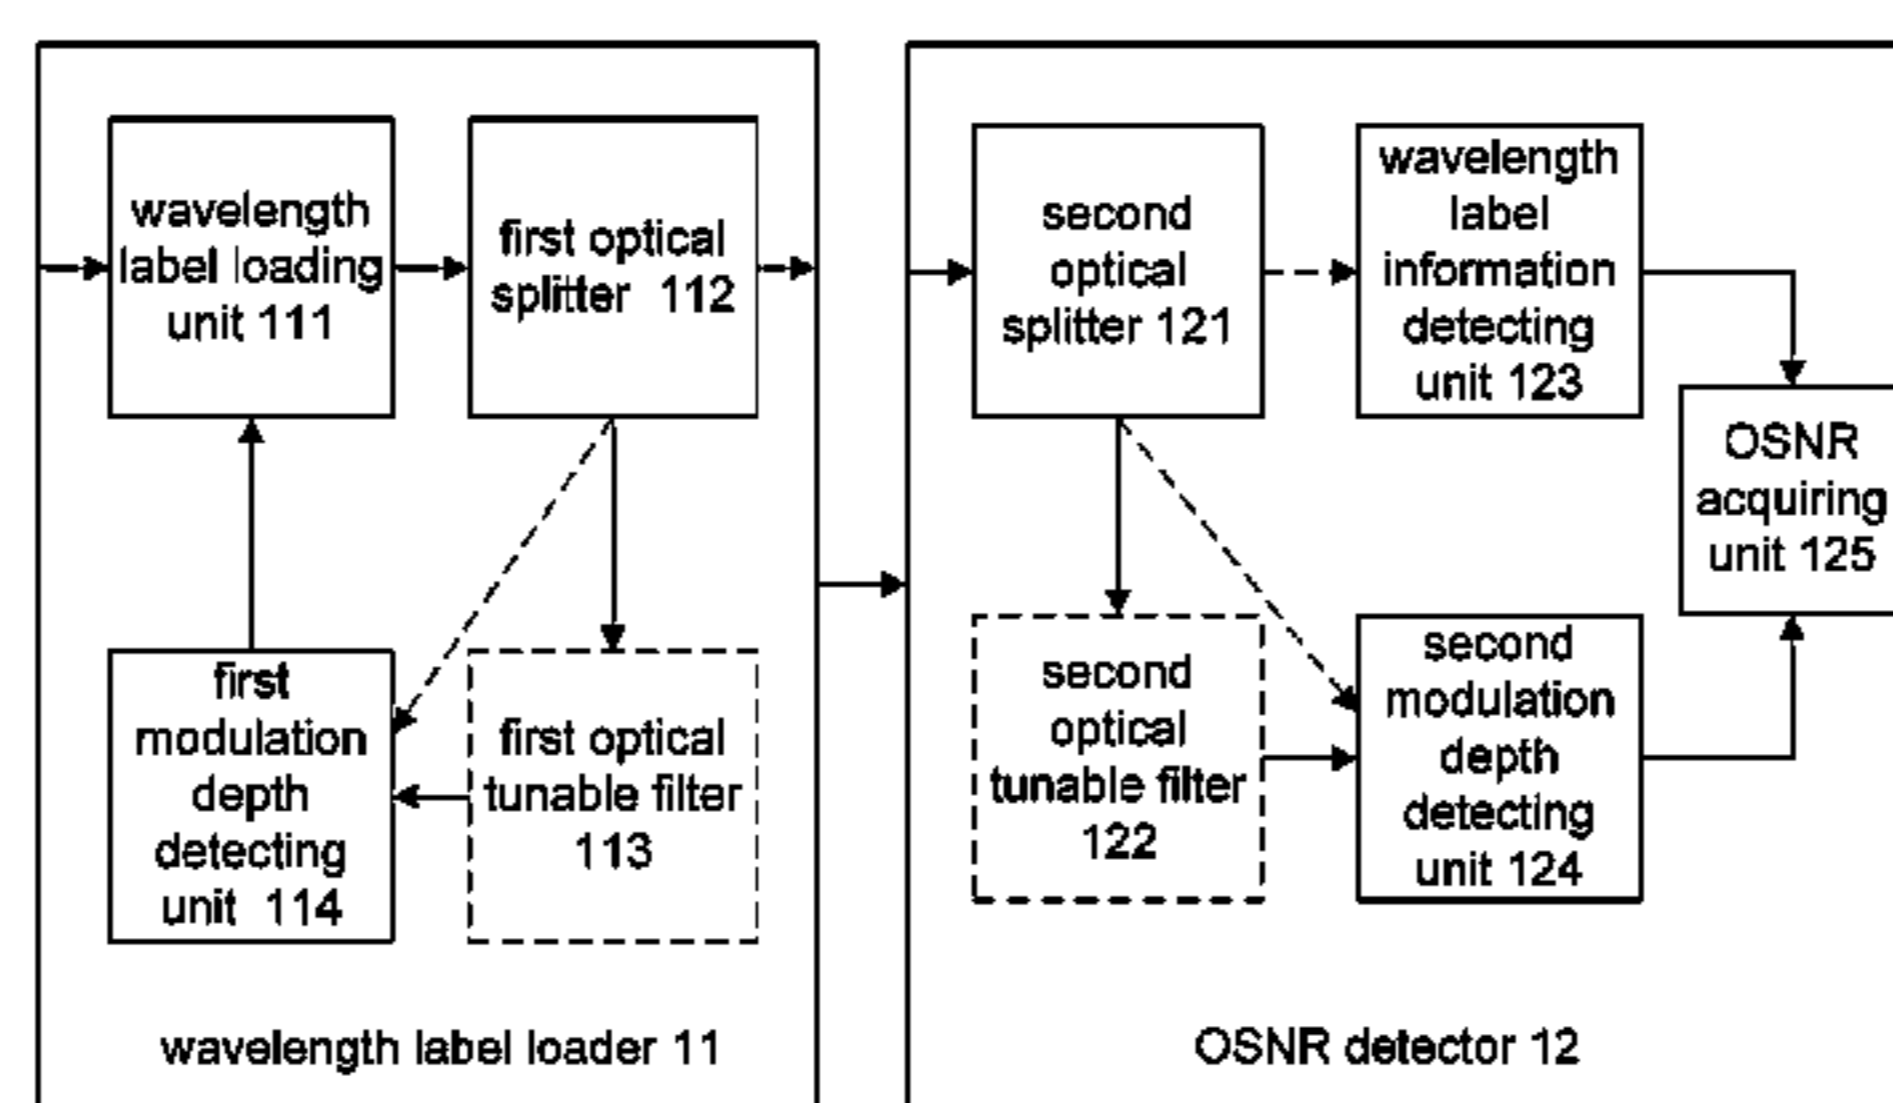 wavelength
label loading
unit 111
first optical
splitter 112
first
modulation
depth
detecting
unit 114
first optical
tunable filter
113
wavelength label loader 11
second
optical
splitter 121
wavelength
label
information
detecting
unit 123
OSNR
acquiring
unit 125
second
optical
tunable filter
122
second
modulation
depth
detecting
unit 124
OSNR detector 12